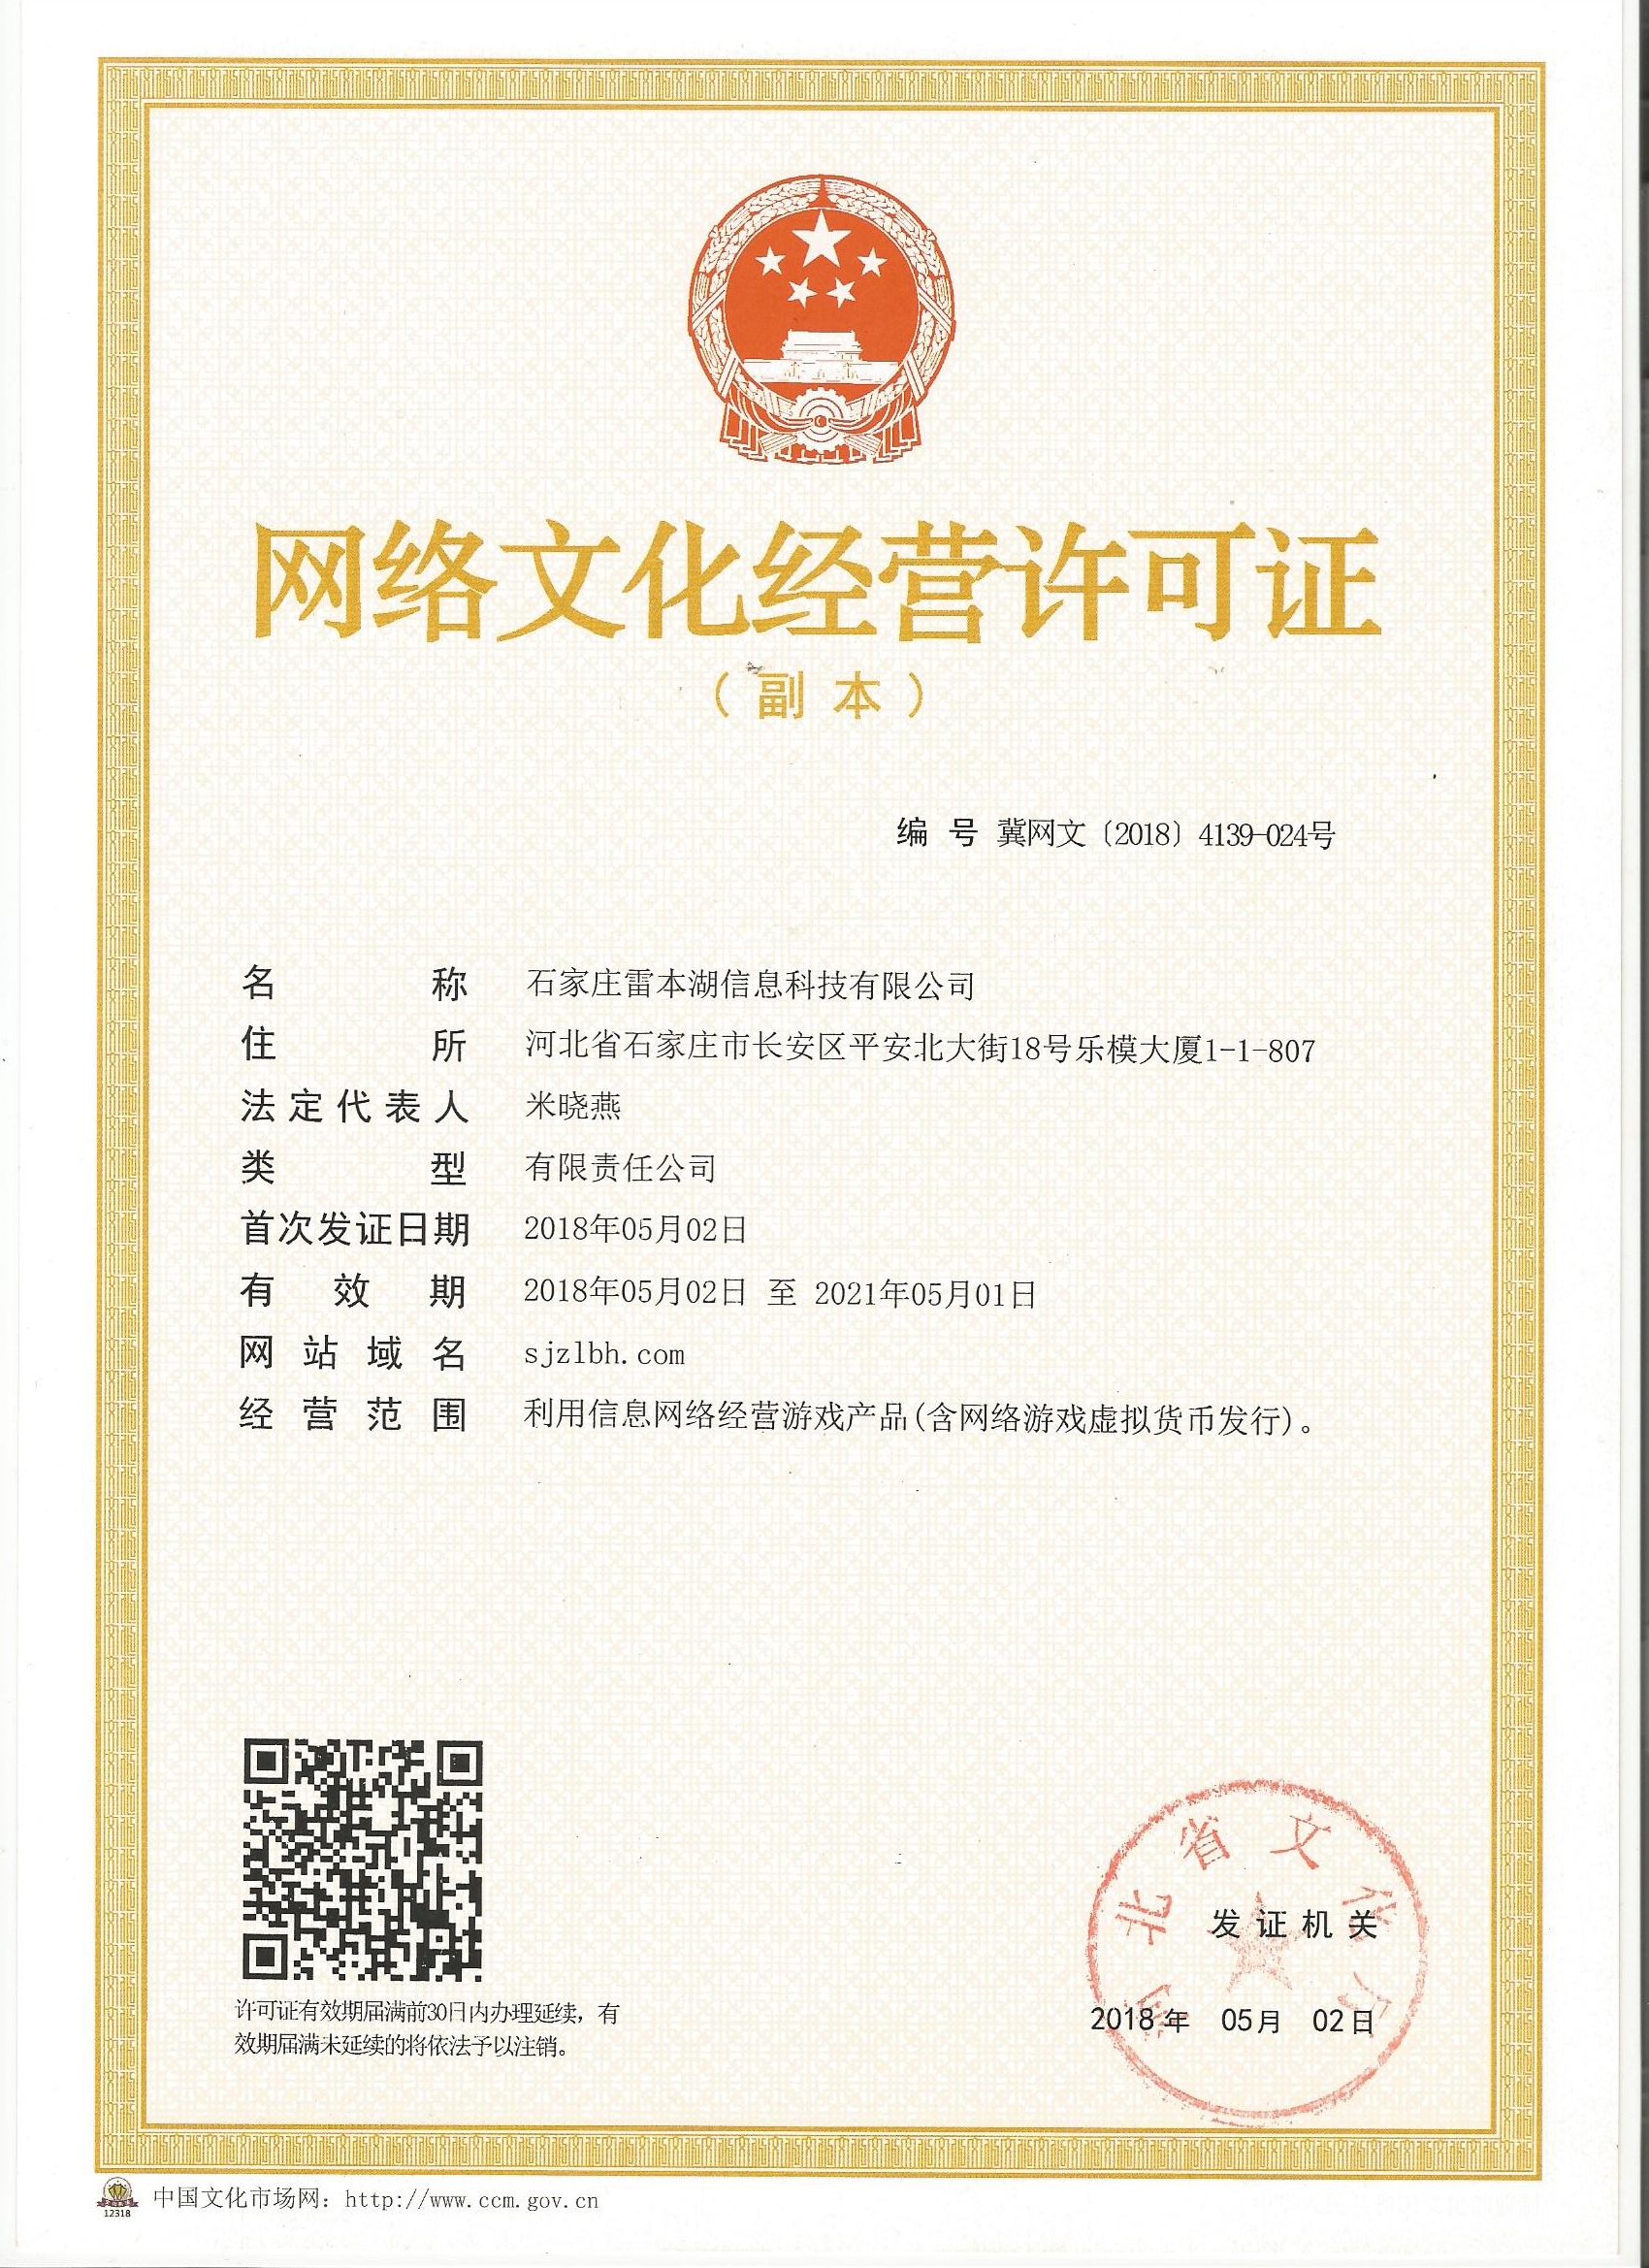 网络文化经营许可证
（副本）
编 号 冀网文〔2018〕4139-024号
名 称 石家庄雷本湖信息科技有限公司
住 所 河北省石家庄市长安区平安北大街18号乐模大厦1-1-807
法定代表人 米晓燕
类 型 有限责任公司
首次发证日期 2018年05月02日
有 效 期 2018年05月02日 至 2021年05月01日
网 站 域 名 sjzlbh.com
经 营 范 围 利用信息网络经营游戏产品(含网络游戏虚拟货币发行)。
河北省文化厅
发 证 机 关
2018 年 05 月 02 日
许可证有效期届满前30日内办理延续，有
效期届满未延续的将依法予以注销。
12318
中国文化市场网：http://www.ccm.gov.cn